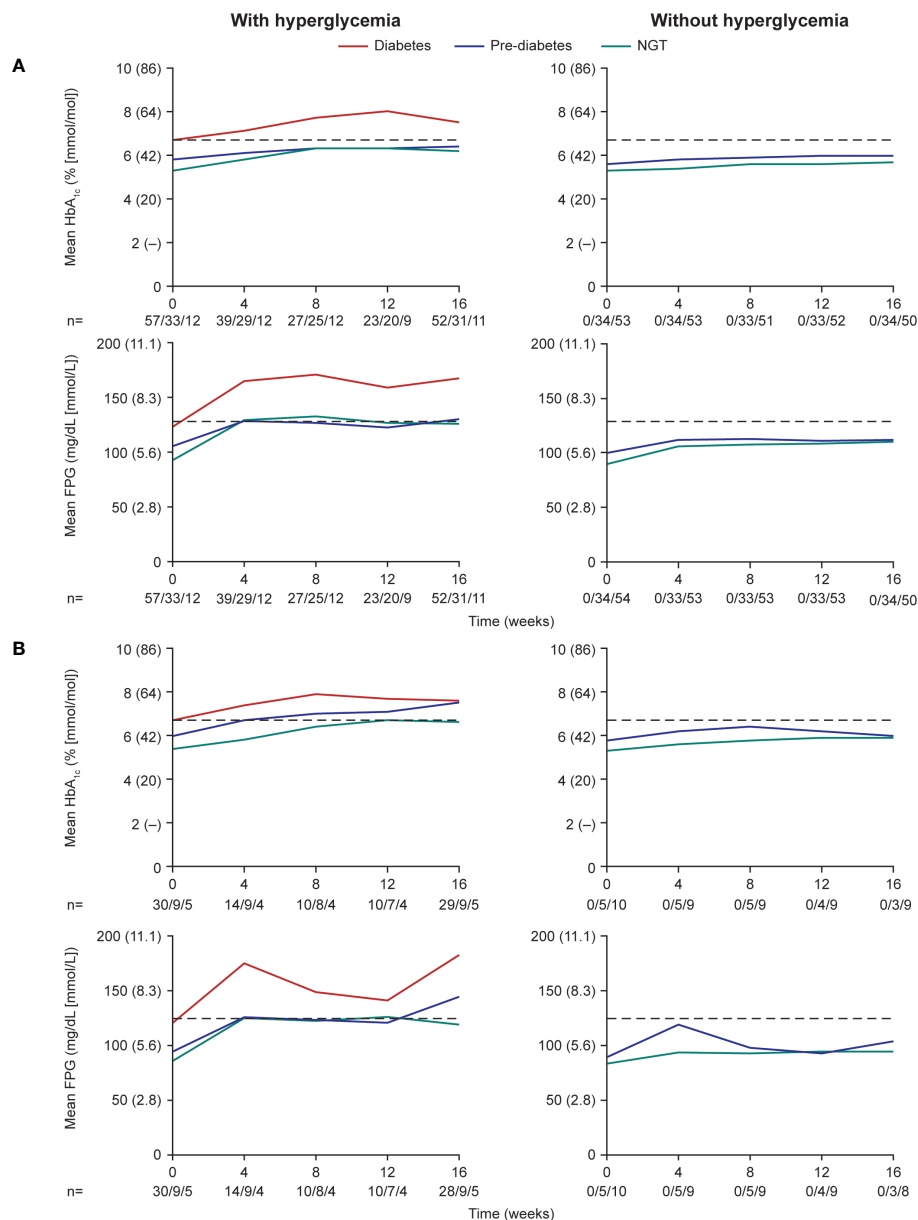 With hyperglycemia Without hyperglycemia
Diabetes Pre-diabetes NGT
A
Mean HbA1c (% [mmol/mol])
10 (86)
8 (64)
6 (42)
4 (20)
2 (–)
0
0 4 8 12 16
n= 57/33/12 39/29/12 27/25/12 23/20/9 52/31/11
10 (86)
8 (64)
6 (42)
4 (20)
2 (–)
0
0 4 8 12 16
n= 0/34/53 0/34/53 0/33/51 0/33/52 0/34/50
Mean FPG (mg/dL [mmol/L])
200 (11.1)
150 (8.3)
100 (5.6)
50 (2.8)
0
0 4 8 12 16
n= 57/33/12 39/29/12 27/25/12 23/20/9 52/31/11
200 (11.1)
150 (8.3)
100 (5.6)
50 (2.8)
0
0 4 8 12 16
n= 0/34/54 0/33/53 0/33/53 0/33/53 0/34/50
Time (weeks)
B
Mean HbA1c (% [mmol/mol])
10 (86)
8 (64)
6 (42)
4 (20)
2 (–)
0
0 4 8 12 16
n= 30/9/5 14/9/4 10/8/4 10/7/4 29/9/5
10 (86)
8 (64)
6 (42)
4 (20)
2 (–)
0
0 4 8 12 16
n= 0/5/10 0/5/9 0/5/9 0/4/9 0/3/9
Mean FPG (mg/dL [mmol/L])
200 (11.1)
150 (8.3)
100 (5.6)
50 (2.8)
0
0 4 8 12 16
n= 30/9/5 14/9/4 10/8/4 10/7/4 28/9/5
200 (11.1)
150 (8.3)
100 (5.6)
50 (2.8)
0
0 4 8 12 16
n= 0/5/10 0/5/9 0/5/9 0/4/9 0/3/8
Time (weeks)